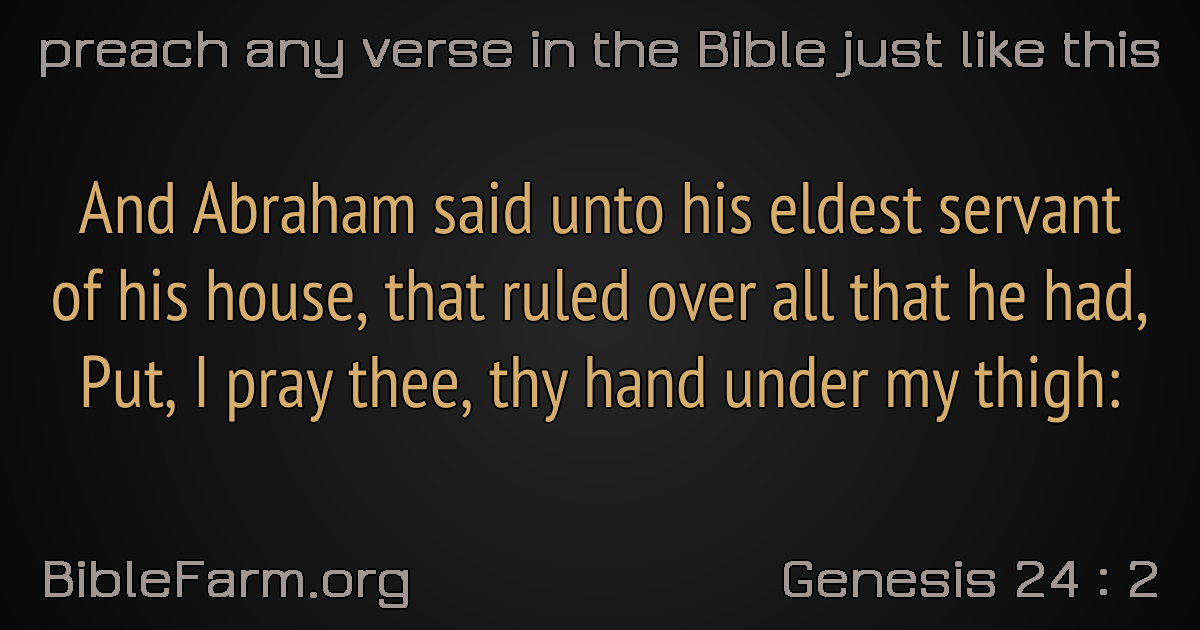 preach any verse in the Bible just like this
And Abraham said unto his eldest servant
of his house, that ruled over all that he had,
Put, I pray thee, thy hand under my thigh:
BibleFarm.org
Genesis 24 : 2